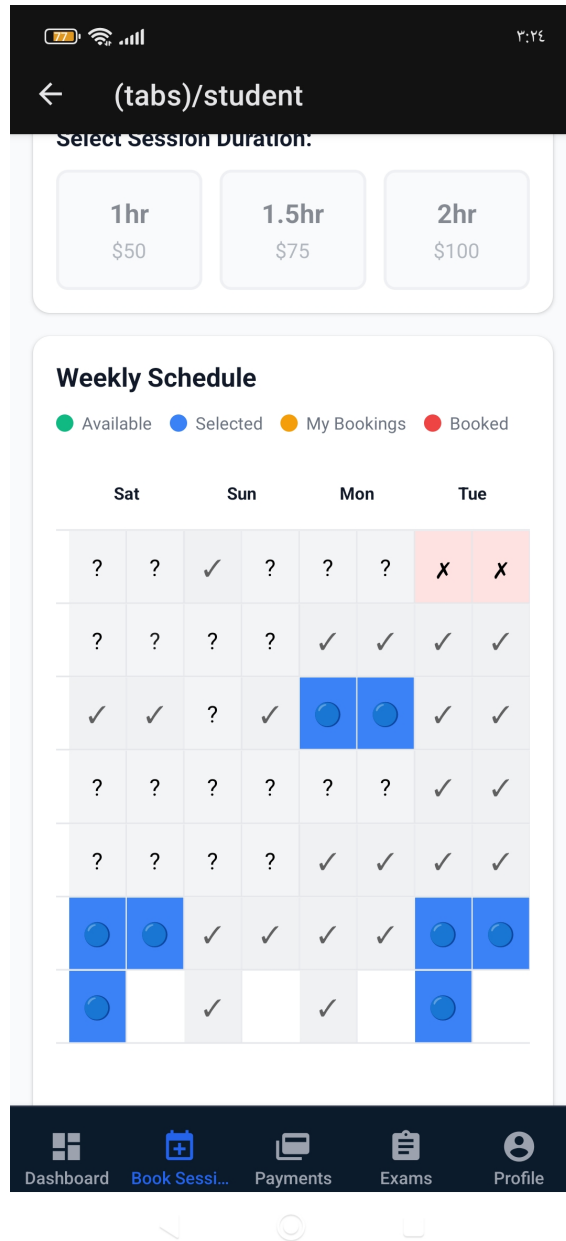 77 ٣:٢٤
(tabs)/student
Select Session Duration:
1hr 1.5hr 2hr
$50 $75 $100
Weekly Schedule
Available Selected My Bookings Booked
Sat Sun Mon Tue
? ? ✓ ? ? ? ✗ ✗
? ? ? ? ✓ ✓ ✓ ✓
✓ ✓ ? ✓ ✓ ✓
? ? ? ? ? ? ✓ ✓
? ? ? ? ✓ ✓ ✓ ✓
✓ ✓ ✓ ✓
✓ ✓
Dashboard Book Sessi... Payments Exams Profile